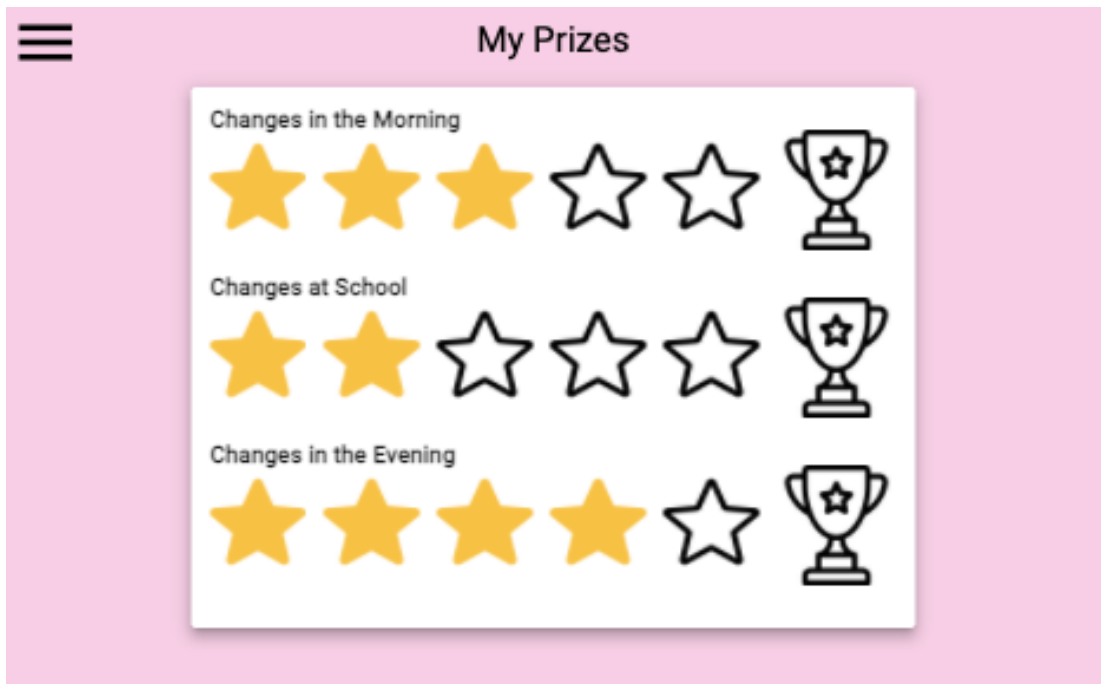 My Prizes
Changes in the Morning
Changes at School
Changes in the Evening